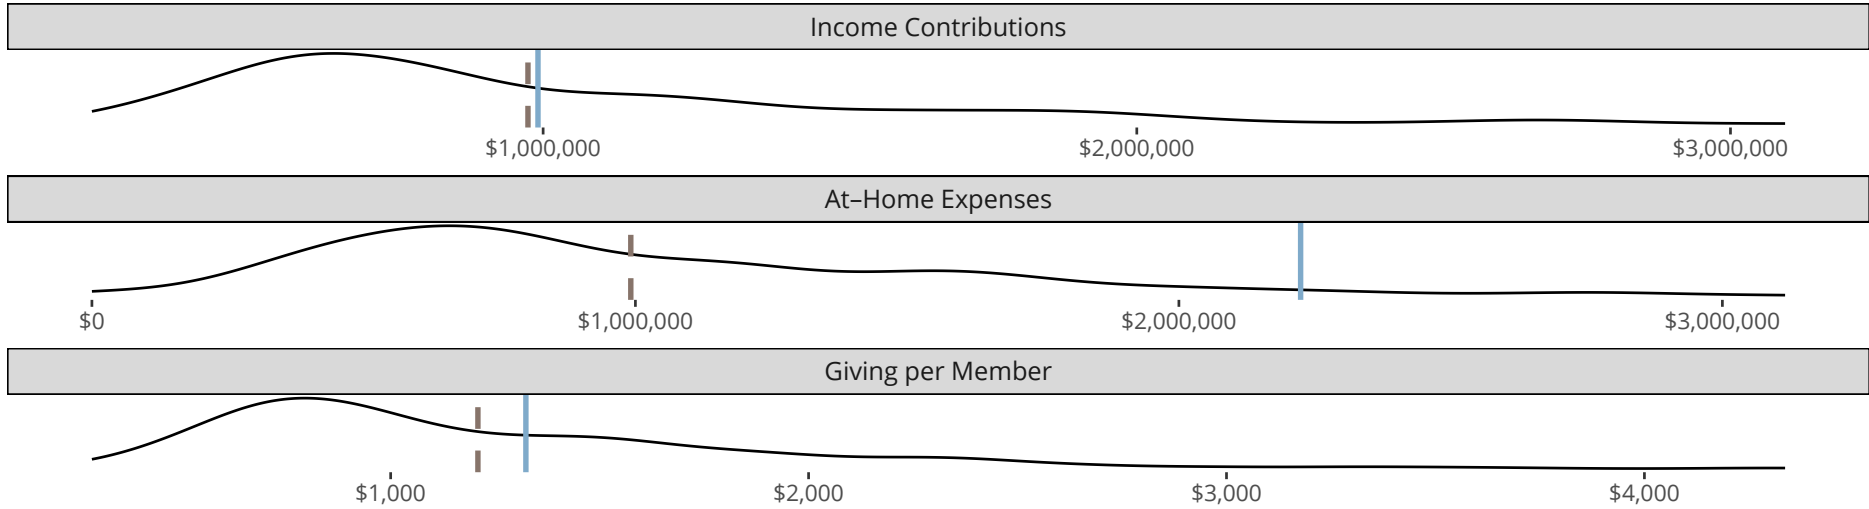 Income Contributions
$1,000,000 $2,000,000 $3,000,000
At–Home Expenses
$0 $1,000,000 $2,000,000 $3,000,000
Giving per Member
$1,000 $2,000 $3,000 $4,000